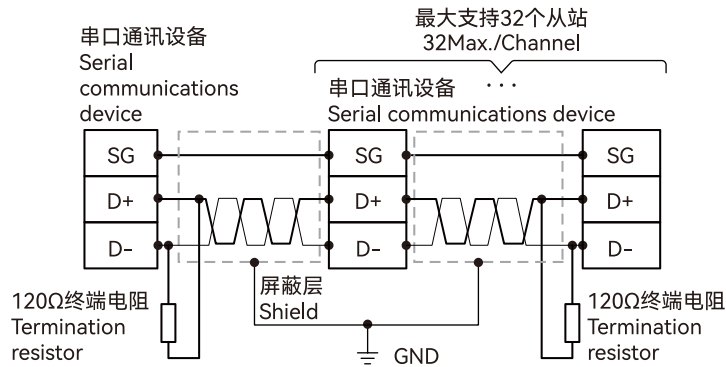 最大支持32个从站
32Max./Channel
串口通讯设备
Serial
communications
device
串口通讯设备
Serial communications device
...
SG
SG
SG
D+
D+
D+
D-
D-
D-
120Ω终端电阻
Termination
resistor
屏蔽层
Shield
120Ω终端电阻
Termination
resistor
GND